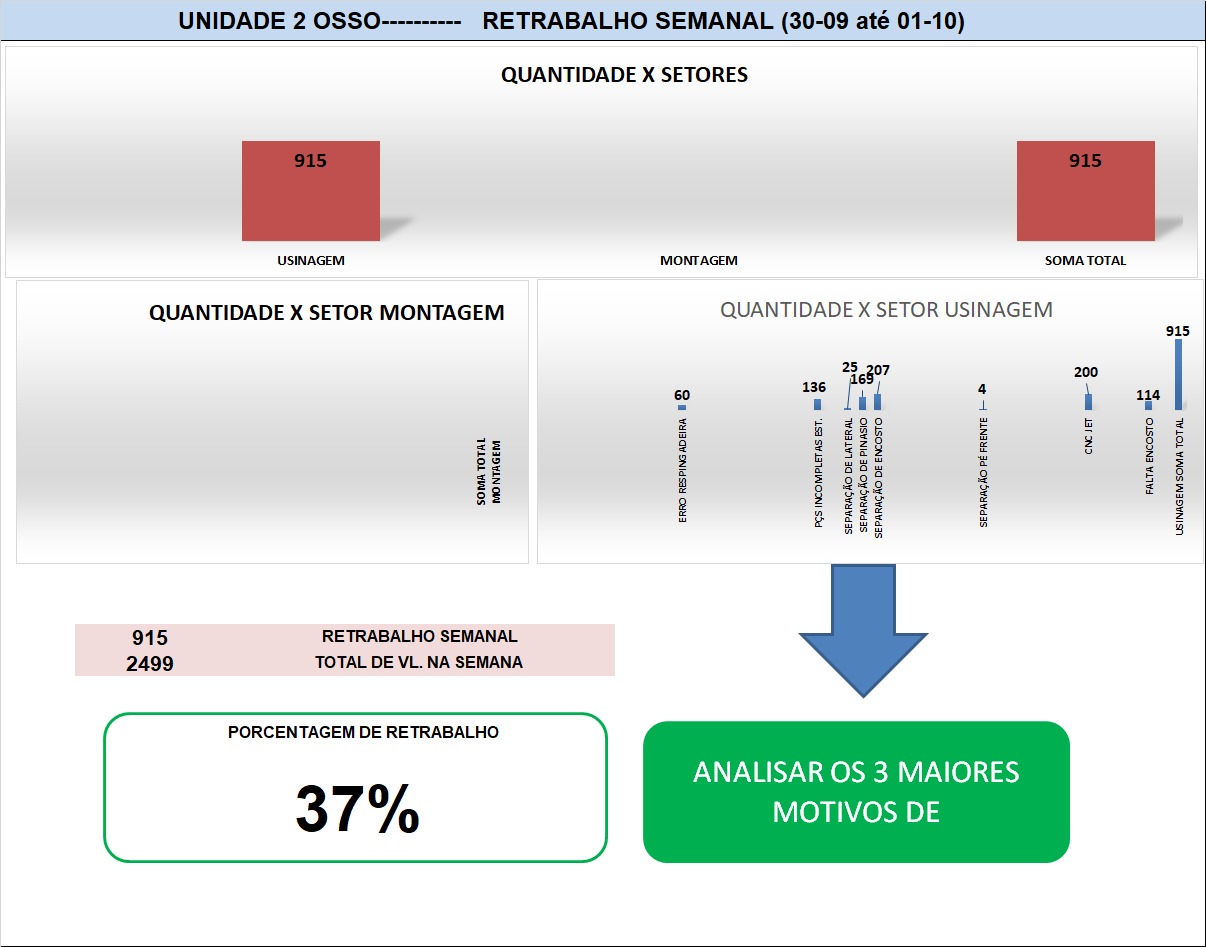 UNIDADE 2 OSSO---------- RETRABALHO SEMANAL (30-09 até 01-10)
QUANTIDADE X SETORES
915
915
USINAGEM
MONTAGEM
SOMA TOTAL
QUANTIDADE X SETOR MONTAGEM
SOMA TOTAL
MONTAGEM
QUANTIDADE X SETOR USINAGEM
60
136
25
169
207
4
200
114
915
ERRO RESPINGADEIRA
PÇS INCOMPLETAS EST.
SEPARAÇÃO DE LATERAL
SEPARAÇÃO DE PINASIO
SEPARAÇÃO DE ENCOSTO
SEPARAÇÃO PÉ FRENTE
CNC JET
FALTA ENCOSTO
USINAGEM SOMA TOTAL
915 RETRABALHO SEMANAL
2499 TOTAL DE VL. NA SEMANA
PORCENTAGEM DE RETRABALHO
37%
ANALISAR OS 3 MAIORES
MOTIVOS DE